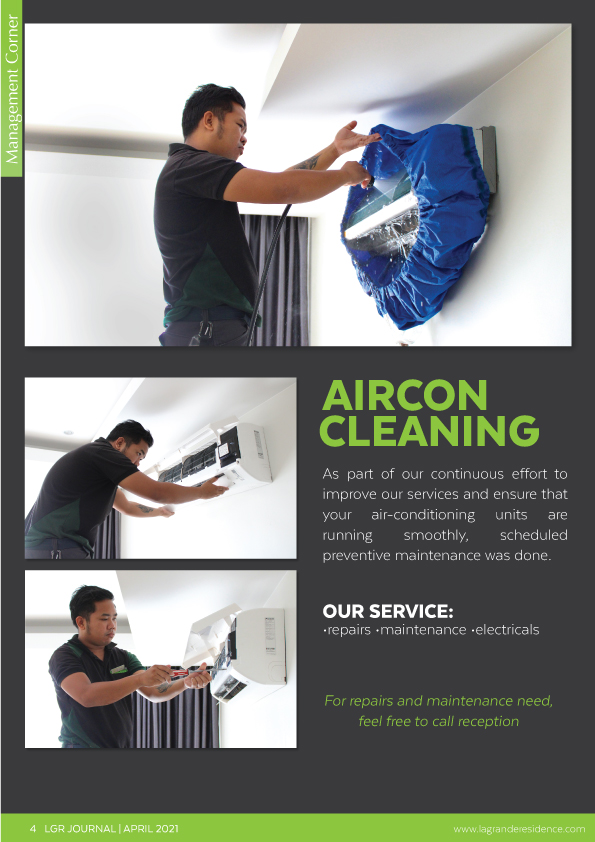 Management Corner
AIRCON
CLEANING
As part of our continuous effort to
improve our services and ensure that
your air-conditioning units are
running smoothly, scheduled
preventive maintenance was done.
OUR SERVICE:
•repairs •maintenance •electricals
For repairs and maintenance need,
feel free to call reception
4 LGR JOURNAL | APRIL 2021
www.lagranderesidence.com